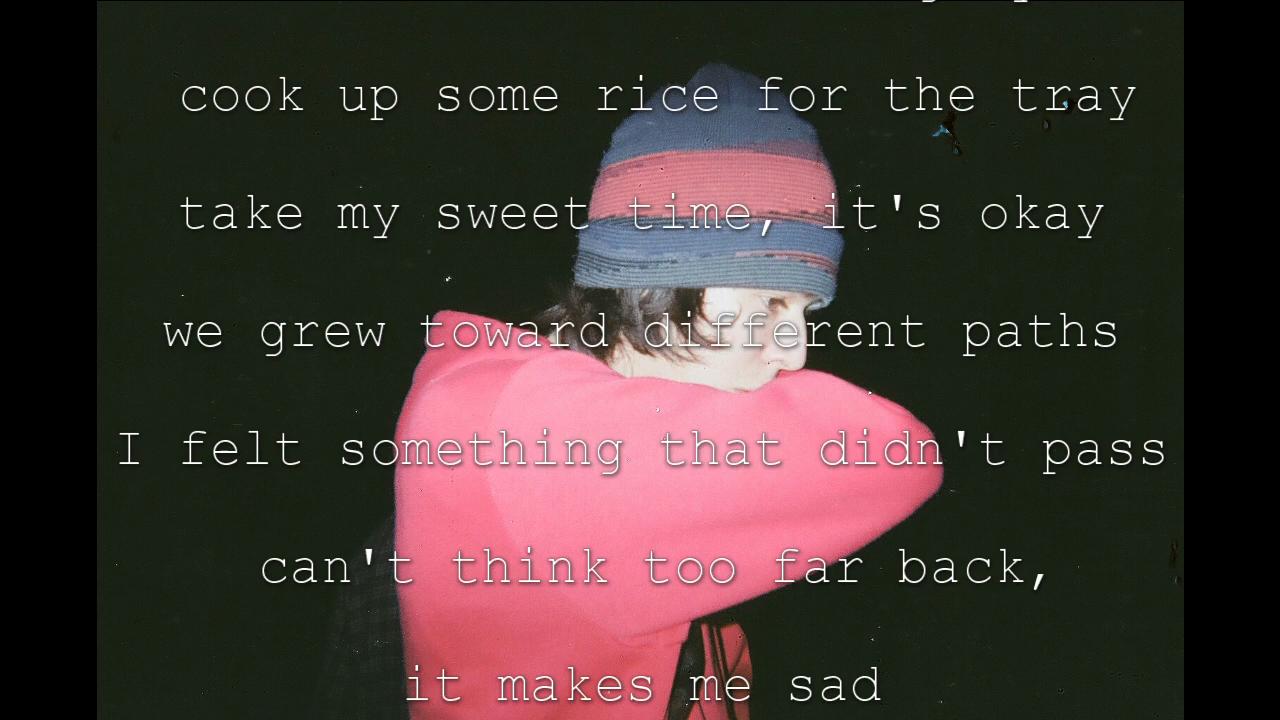 cook up some rice for the tray
take my sweet time, it's okay
we grew toward different paths
I felt something that didn't pass
can't think too far back,
it makes me sad